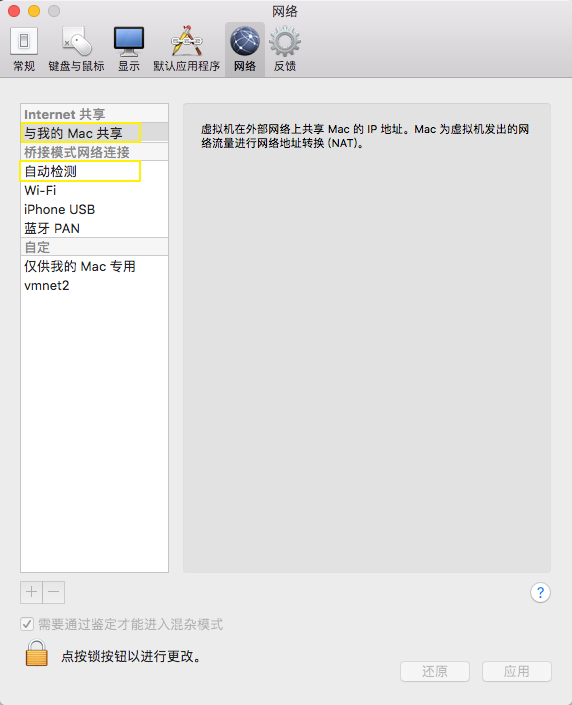 网络
常规
键盘与鼠标
显示
默认应用程序
网络
反馈
Internet 共享
与我的 Mac 共享
桥接模式网络连接
自动检测
Wi-Fi
iPhone USB
蓝牙 PAN
自定
仅供我的 Mac 专用
vmnet2
虚拟机在外部网络上共享 Mac 的 IP 地址。Mac 为虚拟机发出的网
络流量进行网络地址转换 (NAT)。
?
需要通过鉴定才能进入混杂模式
点按锁按钮以进行更改。
还原
应用